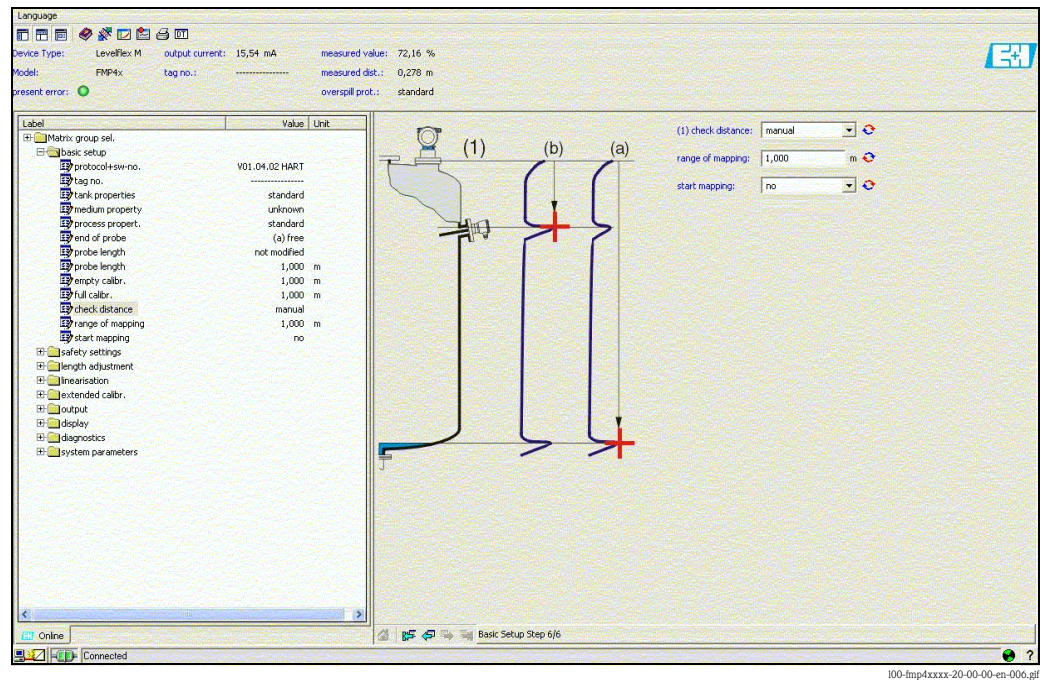 Language
DT
Device Type: Levelflex M output current: 15,54 mA measured value: 72,16 %
Model: FMP4x tag no.: --------------- measured dist.: 0,278 m
present error: overspill prot.: standard
E+H
Label Value Unit
Matrix group sel.
basic setup
protocol+sw-no. V01.04.02 HART
tag no. ----------------
tank properties standard
medium property unknown
process propert. standard
end of probe (a) free
probe length not modified
probe length 1,000 m
empty calibr. 1,000 m
full calibr. 1,000 m
check distance manual
range of mapping 1,000 m
start mapping no
safety settings
length adjustment
linearisation
extended calibr.
output
display
diagnostics
system parameters
(1) (b) (a)
(1) check distance: manual
range of mapping: 1,000 m
start mapping: no
Online
Basic Setup Step 6/6
Connected
?
l00-fmp4xxxx-20-00-00-en-006.gif